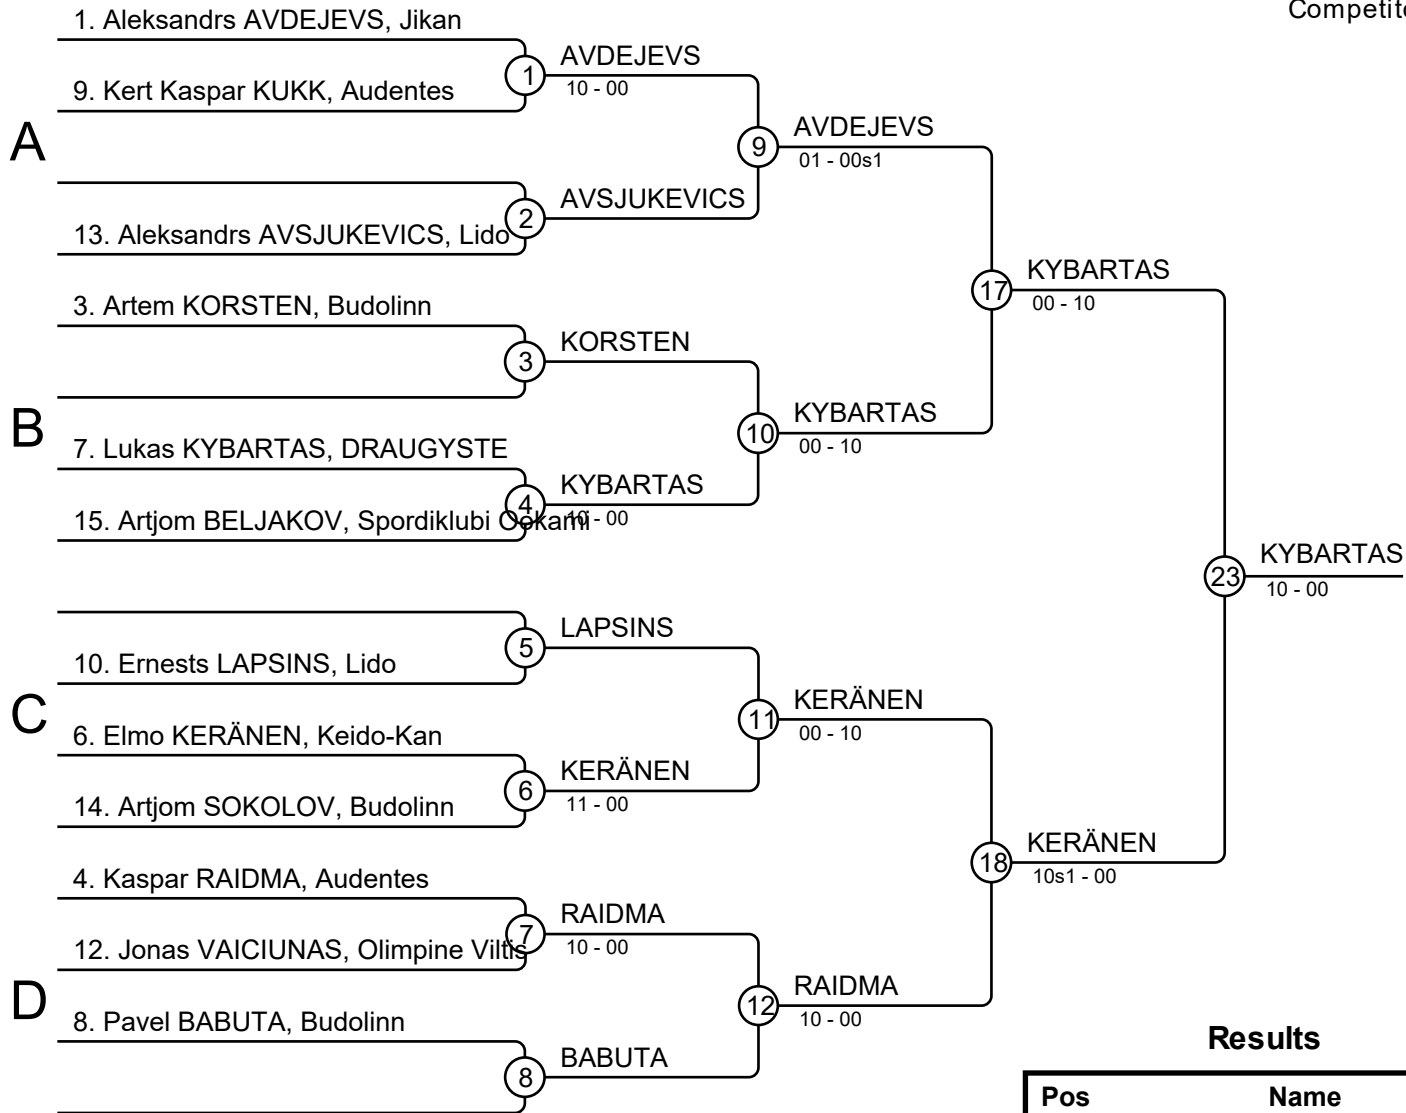 Competito
1. Aleksandrs AVDEJEVS, Jikan
1
AVDEJEVS
10 - 00
9. Kert Kaspar KUKK, Audentes
A
9
AVDEJEVS
01 - 00s1
2
AVSJUKEVICS
13. Aleksandrs AVSJUKEVICS, Lido
17
KYBARTAS
00 - 10
3. Artem KORSTEN, Budolinn
3
KORSTEN
B
10
KYBARTAS
00 - 10
7. Lukas KYBARTAS, DRAUGYSTE
4
KYBARTAS
10 - 00
15. Artjom BELJAKOV, Spordiklubi Ookami
23
KYBARTAS
10 - 00
5
LAPSINS
10. Ernests LAPSINS, Lido
C
11
KERÄNEN
00 - 10
6. Elmo KERÄNEN, Keido-Kan
6
KERÄNEN
11 - 00
14. Artjom SOKOLOV, Budolinn
18
KERÄNEN
10s1 - 00
4. Kaspar RAIDMA, Audentes
7
RAIDMA
10 - 00
12. Jonas VAICIUNAS, Olimpine Viltis
D
12
RAIDMA
10 - 00
8. Pavel BABUTA, Budolinn
8
BABUTA
Results
Pos Name